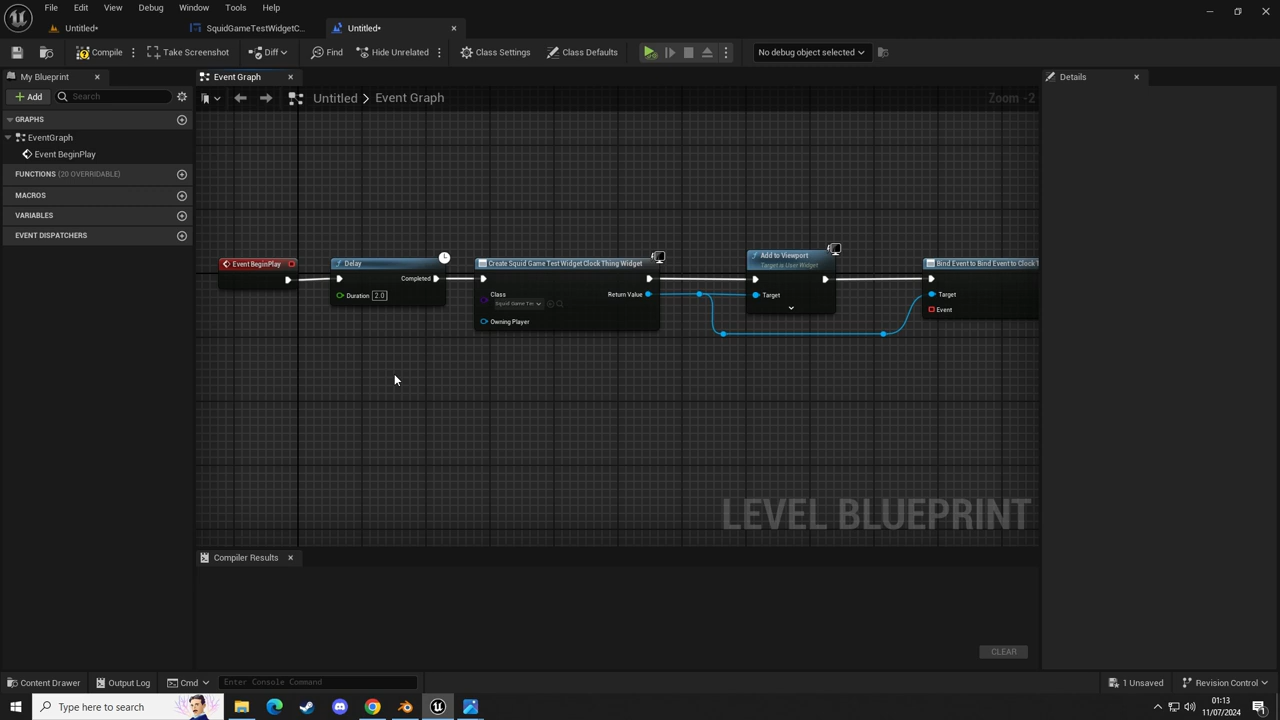 File Edit View Debug Window Tools Help
Untitled• SquidGameTestWidgetC... Untitled•
Compile Take Screenshot Diff Find Hide Unrelated Class Settings Class Defaults No debug object selected
My Blueprint Event Graph Details
Add Search Untitled > Event Graph Zoom -2
GRAPHS
EventGraph
Event BeginPlay
FUNCTIONS (20 OVERRIDABLE)
MACROS
VARIABLES
EVENT DISPATCHERS
Event BeginPlay
Delay
Completed
Duration 2.0
Create Squid Game Test Widget Clock Thing Widget
Class Return Value
Squid Game Tes
Owning Player
Add to Viewport
Target is User Widget
Target
Bind Event to Bind Event to Clock T
Target
Event
LEVEL BLUEPRINT
Compiler Results
CLEAR
Content Drawer Output Log Cmd Enter Console Command 1 Unsaved Revision Control
Type here to search 01:13
11/07/2024